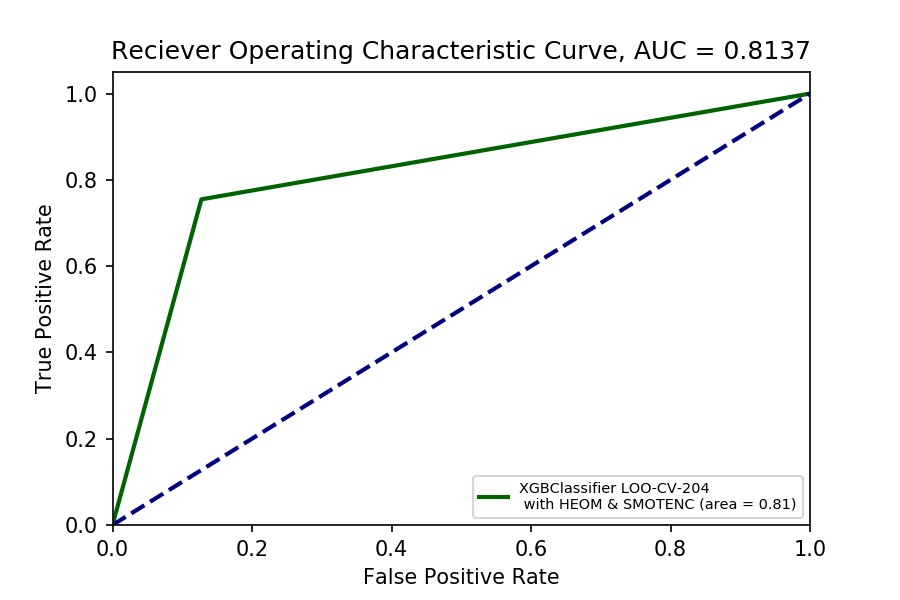 Reciever Operating Characteristic Curve, AUC = 0.8137
True Positive Rate
1.0
0.8
0.6
0.4
0.2
0.0
XGBClassifier LOO-CV-204
with HEOM & SMOTENC (area = 0.81)
0.0 0.2 0.4 0.6 0.8 1.0
False Positive Rate